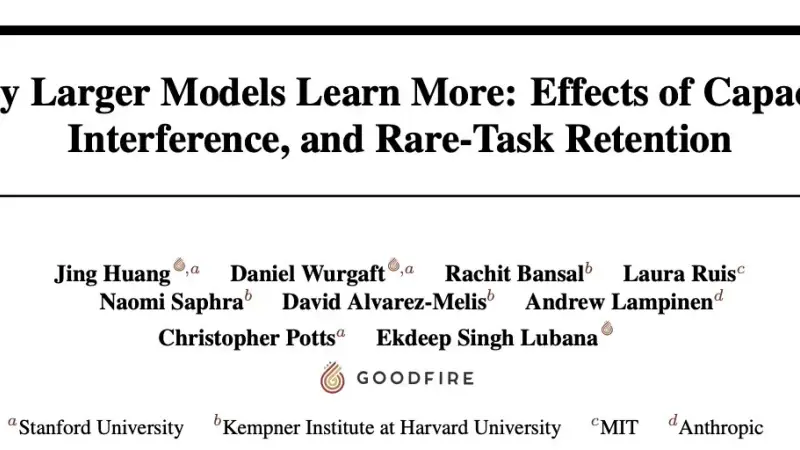 y Larger Models Learn More: Effects of Capac
Interference, and Rare-Task Retention
Jing Huang ,a Daniel Wurgaft ,a Rachit Bansal b Laura Ruis c
Naomi Saphra b David Alvarez-Melis b Andrew Lampinen d
Christopher Potts a Ekdeep Singh Lubana
GOODFIRE
a Stanford University b Kempner Institute at Harvard University c MIT d Anthropic